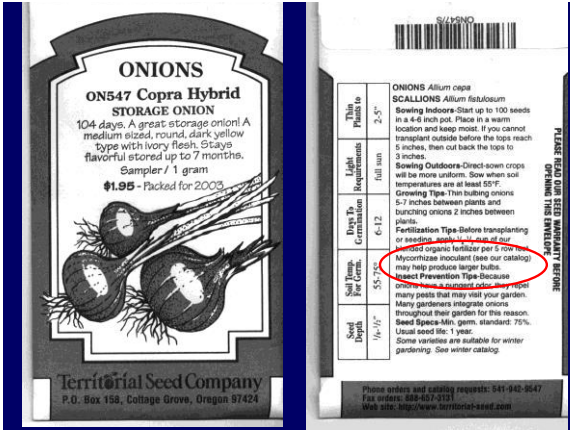 ONIONS
ON547 Copra Hybrid
STORAGE ONION
104 days. A great storage onion! A
medium sized, round, dark yellow
type with ivory flesh. Stays
flavorful stored up to 7 months.
Sampler / 1 gram
$1.95 - Packed for 2003
Territorial Seed Company
P.O. Box 158, Cottage Grove, Oregon 97424
ON547/S
Thin
Plants to
2-5"
Light
Requirements
full sun
Days To
Germination
6-12
Soil Temp.
For Germ.
55-75°
Seed
Depth
¼-½"
ONIONS Allium cepa
SCALLIONS Allium fistulosum
Sowing Indoors-Start up to 100 seeds
in a 4-6 inch pot. Place in a warm
location and keep moist. If you cannot
transplant outside before the tops reach
5 inches, then cut back the tops to
3 inches.
Sowing Outdoors-Direct-sown crops
will be more uniform. Sow when soil
temperatures are at least 55°F.
Growing Tips-Thin bulbing onions
5-7 inches between plants and
bunching onions 2 inches between
plants.
Fertilization Tips-Before transplanting
or seeding, apply cup of our
blended organic fertilizer per 5 row feet.
Mycorrhizae inoculant (see our catalog)
may help produce larger bulbs.
Insect Prevention Tips-Because
onions have a pungent odor, they repel
many pests that may visit your garden.
Many gardeners integrate onions
throughout their garden for this reason.
Seed Specs-Min. germ. standard: 75%.
Usual seed life: 1 year.
Some varieties are suitable for winter
gardening. See winter catalog.
PLEASE READ OUR SEED WARRANTY BEFORE
OPENING THIS ENVELOPE
Phone orders and catalog requests: 541-942-9547
Fax orders: 888-657-3131
Web site: http://www.territorial-seed.com